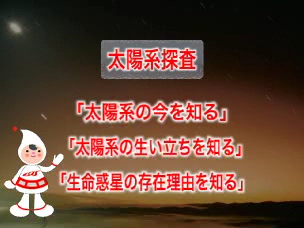 太陽系探査
「太陽系の今を知る」
「太陽系の生い立ちを知る」
「生命惑星の存在理由を知る」